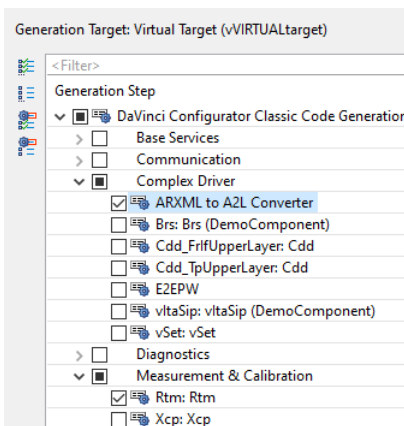 Generation Target: Virtual Target (vVIRTUALtarget)
<Filter>
Generation Step
DaVinci Configurator Classic Code Generation
Base Services
Communication
Complex Driver
ARXML to A2L Converter
Brs: Brs (DemoComponent)
Cdd_FrIfUpperLayer: Cdd
Cdd_TpUpperLayer: Cdd
E2EPW
vItaSip: vItaSip (DemoComponent)
vSet: vSet
Diagnostics
Measurement & Calibration
Rtm: Rtm
Xcp: Xcp